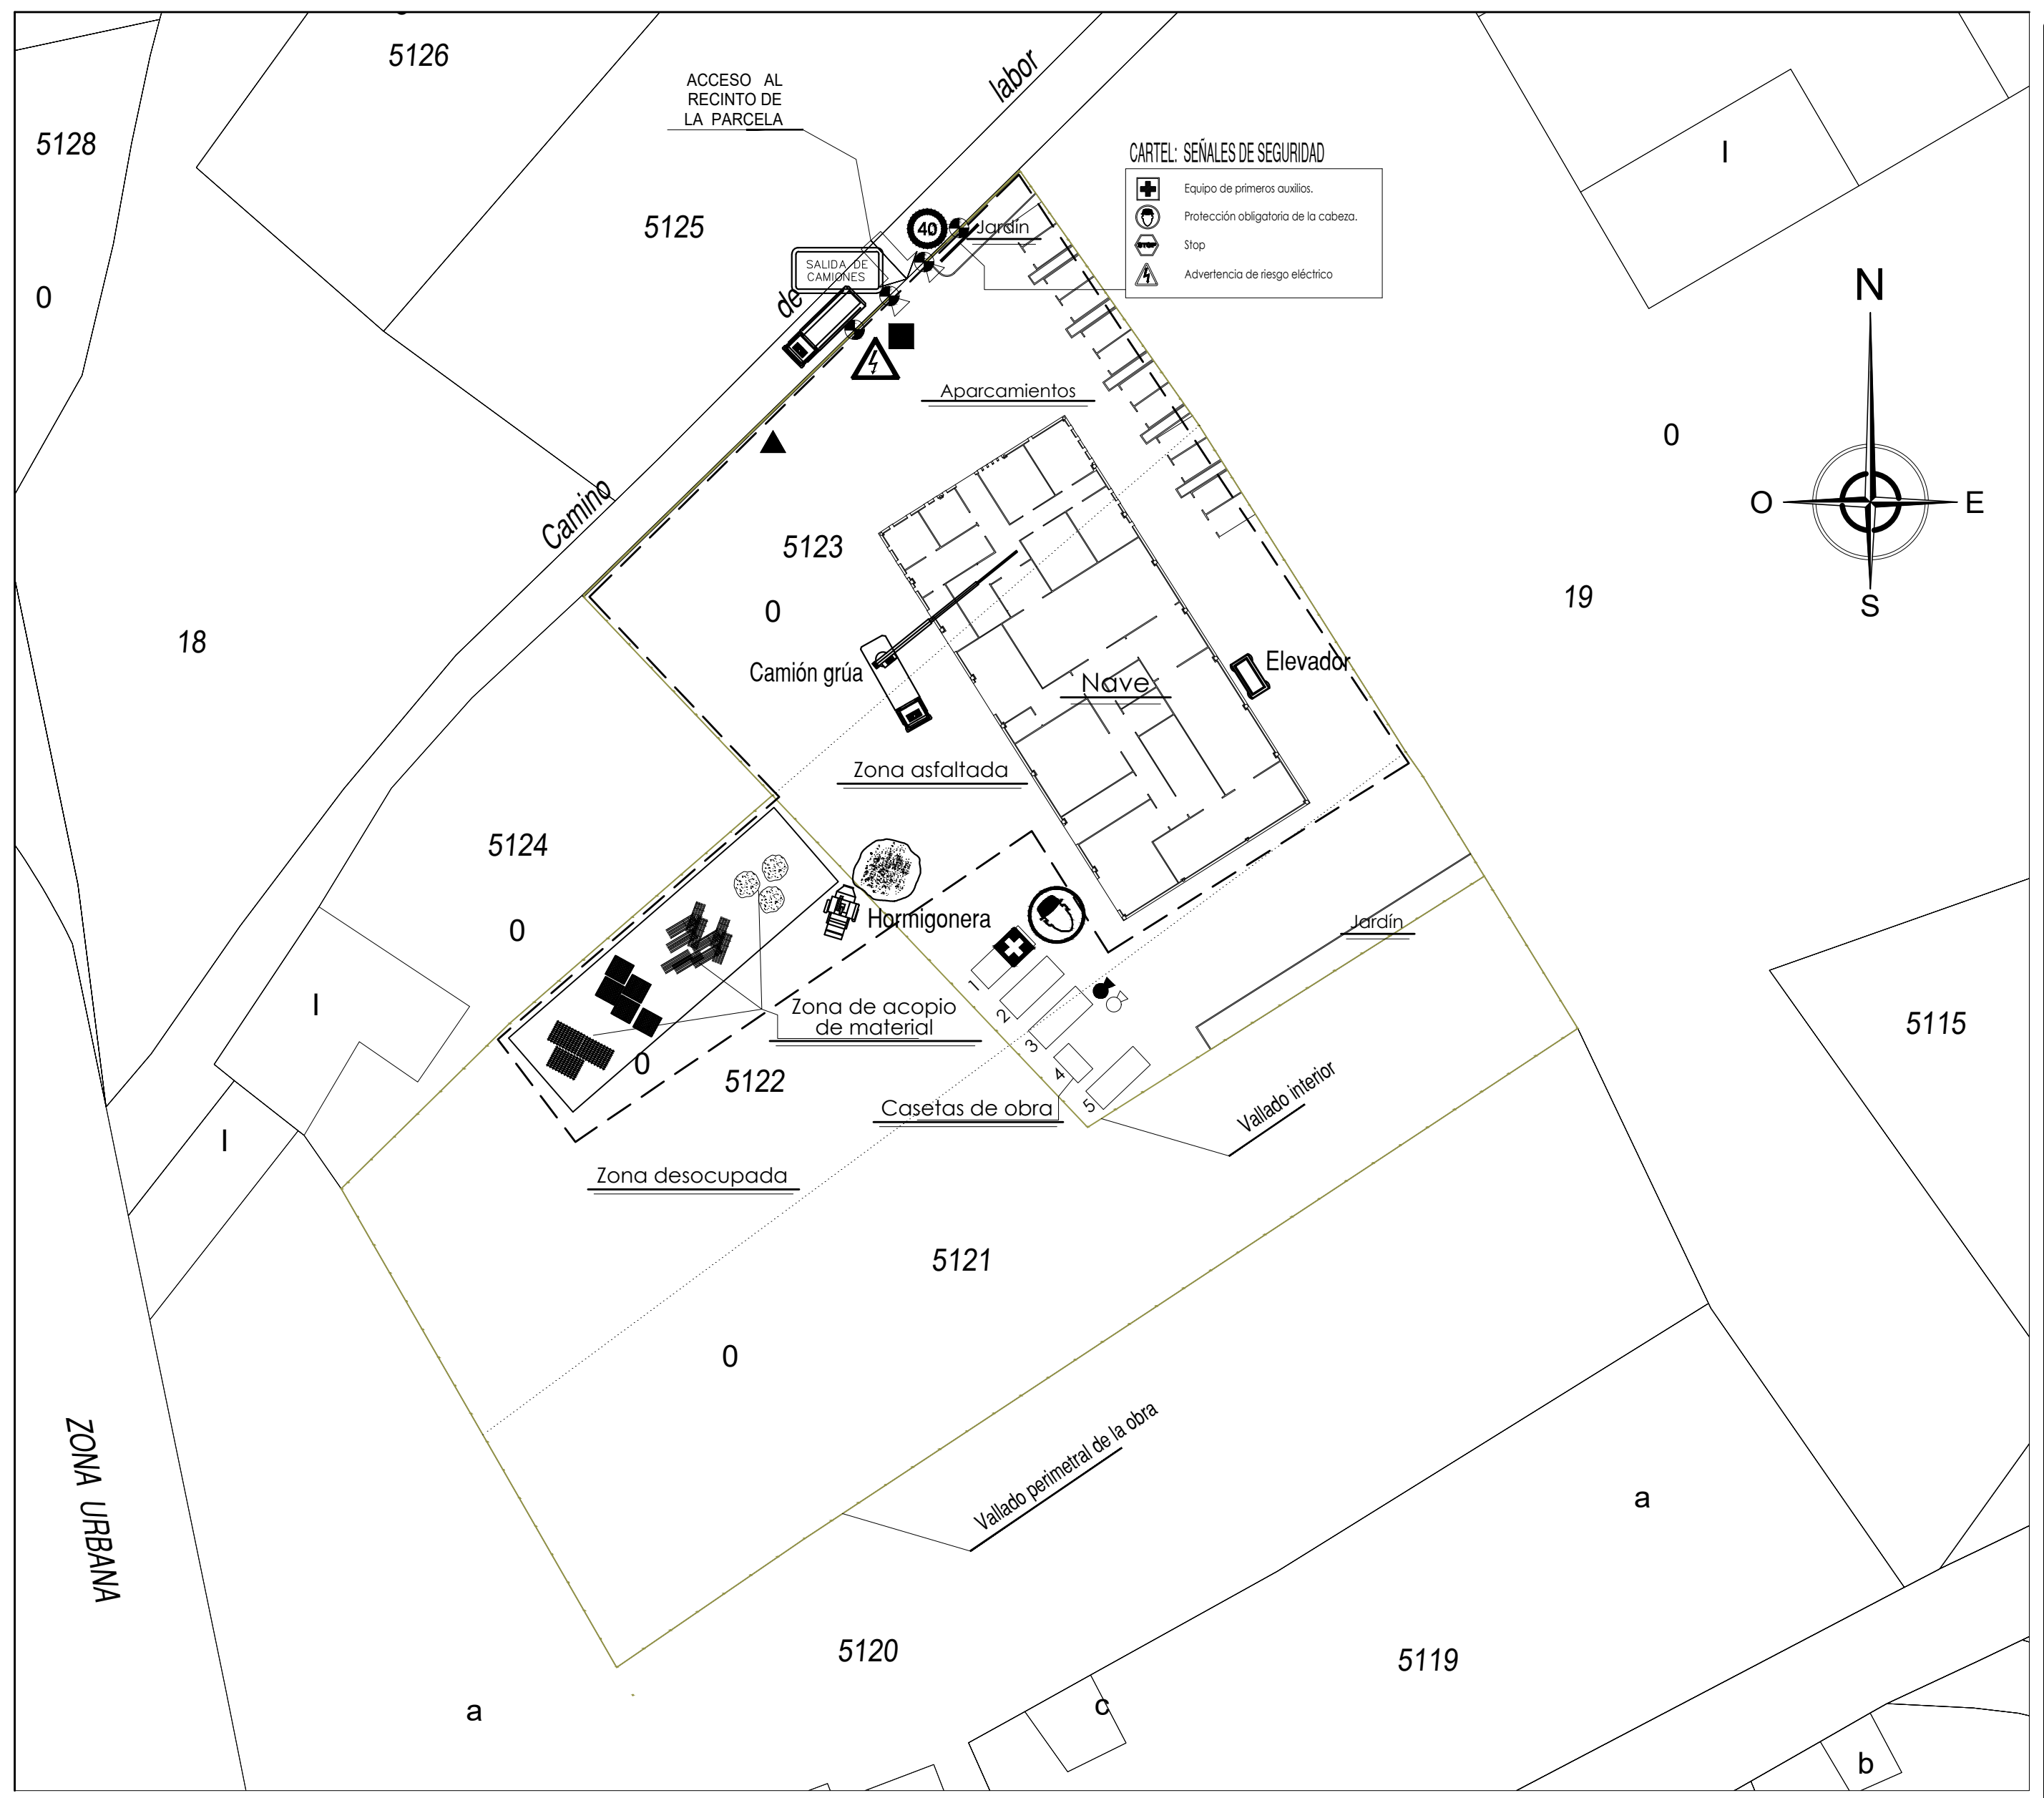 5126
ACCESO AL
RECINTO DE
LA PARCELA
labor
5128
CARTEL: SEÑALES DE SEGURIDAD
I
Equipo de primeros auxilios.
Protección obligatoria de la cabeza.
STOP
Stop
Advertencia de riesgo eléctrico
5125
40
Jardín
SALIDA DE
CAMIONES
de
0
N
O
E
S
Aparcamientos
0
Camino
5123
0
19
18
Camión grúa
Elevador
Nave
Zona asfaltada
5124
0
Hormigonera
Jardín
1
2
3
4
5
I
Zona de acopio
de material
0
5122
5115
Casetas de obra
Vallado interior
I
Zona desocupada
5121
0
Vallado perimetral de la obra
ZONA URBANA
a
5120
5119
a
c
b